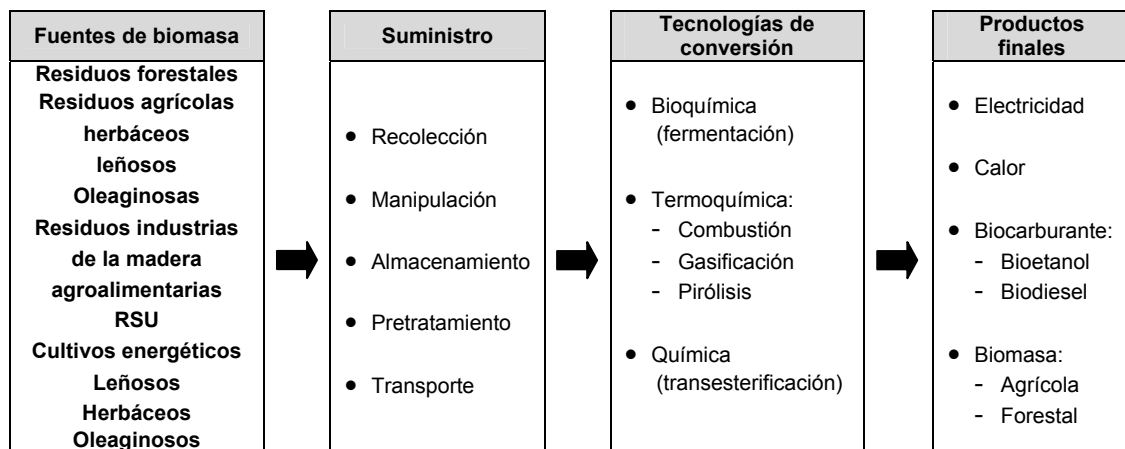 Fuentes de biomasa
Residuos forestales
Residuos agrícolas
herbáceos
leñosos
Oleaginosas
Residuos industrias
de la madera
agroalimentarias
RSU
Cultivos energéticos
Leñosos
Herbáceos
Oleaginosos
Suministro
• Recolección
• Manipulación
• Almacenamiento
• Pretratamiento
• Transporte
Tecnologías de
conversión
• Bioquímica
(fermentación)
• Termoquímica:
- Combustión
- Gasificación
- Pirólisis
• Química
(transesterificación)
Productos
finales
• Electricidad
• Calor
• Biocarburante:
- Bioetanol
- Biodiesel
• Biomasa:
- Agrícola
- Forestal